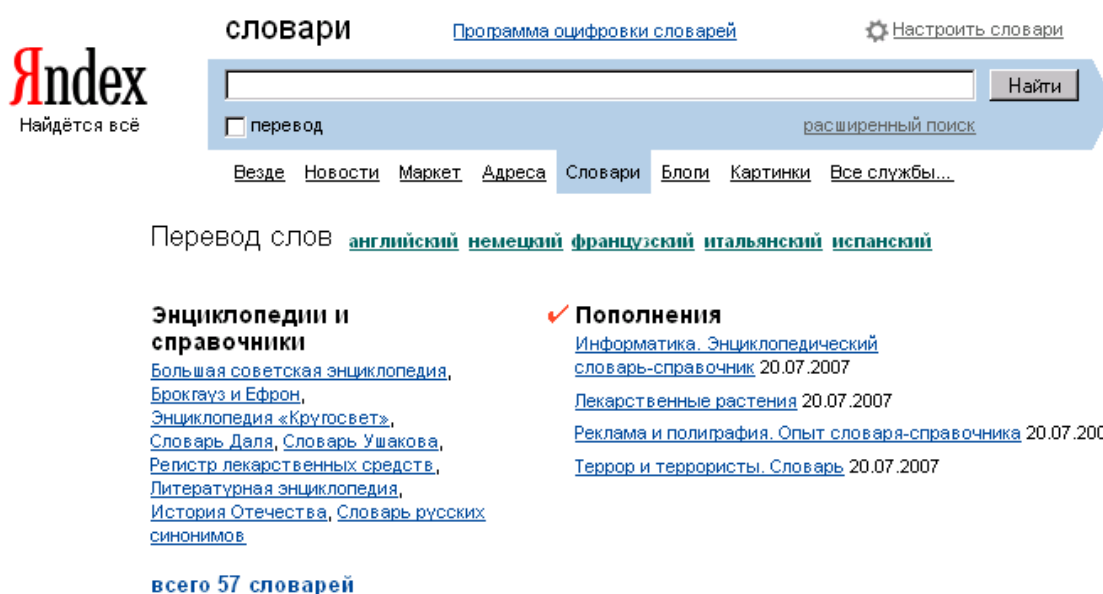 словари Программа оцифровки словарей Настроить словари
Яndex
Найдётся всё
Найти
перевод расширенный поиск
Везде Новости Маркет Адреса Словари Блоги Картинки Все службы...
Перевод слов английский немецкий французский итальянский испанский
Энциклопедии и
справочники
Большая советская энциклопедия,
Брокгауз и Ефрон,
Энциклопедия «Кругосвет»,
Словарь Даля, Словарь Ушакова,
Регистр лекарственных средств,
Литературная энциклопедия,
История Отечества, Словарь русских
синонимов
всего 57 словарей
Пополнения
Информатика. Энциклопедический
словарь-справочник 20.07.2007
Лекарственные растения 20.07.2007
Реклама и полиграфия. Опыт словаря-справочника 20.07.200
Террор и террористы. Словарь 20.07.2007